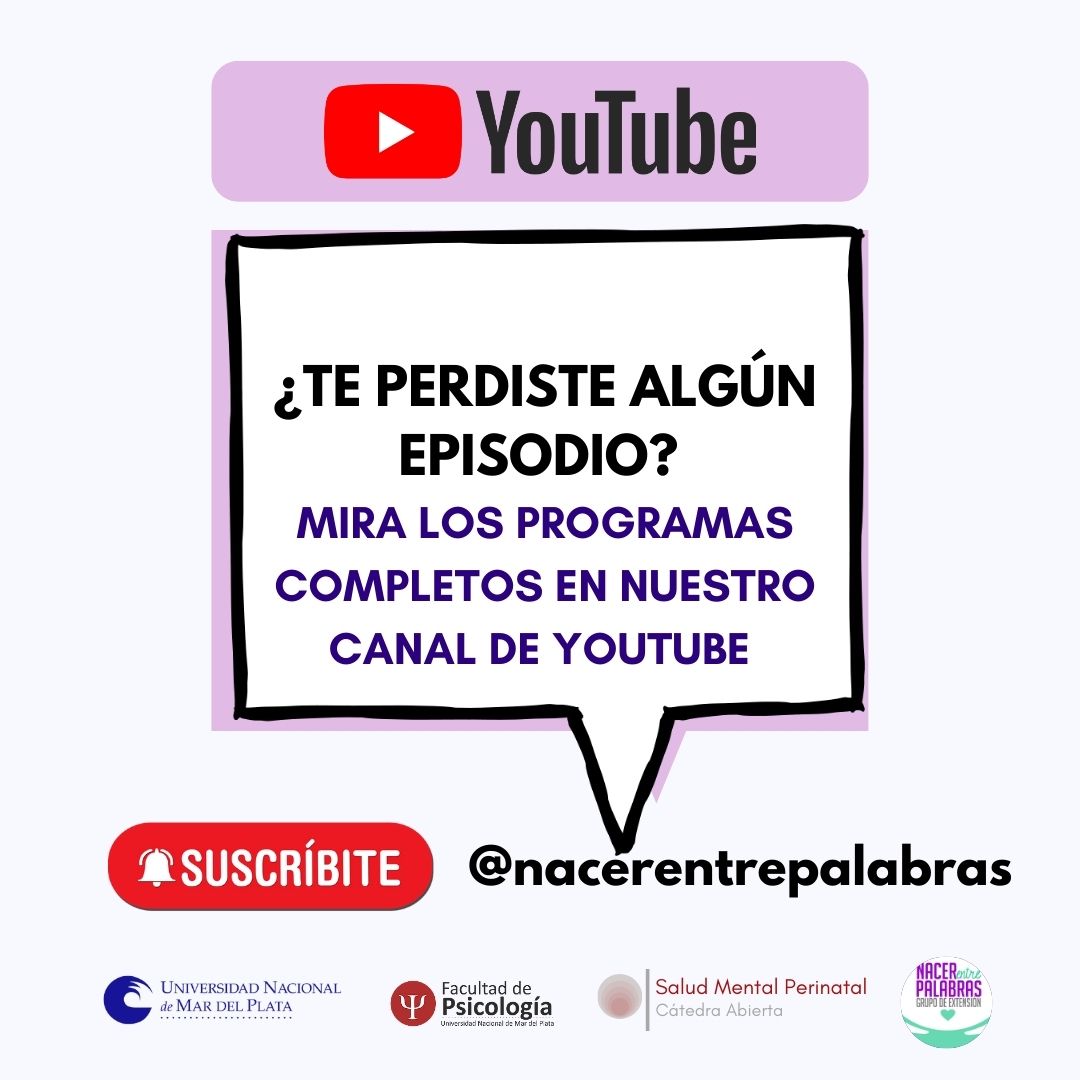 YouTube
¿TE PERDISTE ALGÚN
EPISODIO?
MIRA LOS PROGRAMAS
COMPLETOS EN NUESTRO
CANAL DE YOUTUBE
SUSCRÍBITE
@nacerentrepalabras
UNIVERSIDAD NACIONAL
de MAR DEL PLATA
Facultad de
Psicología
Universidad Nacional de Mar del Plata
Salud Mental Perinatal
Cátedra Abierta
NACER entre
PALABRAS
GRUPO DE EXTENSIÓN